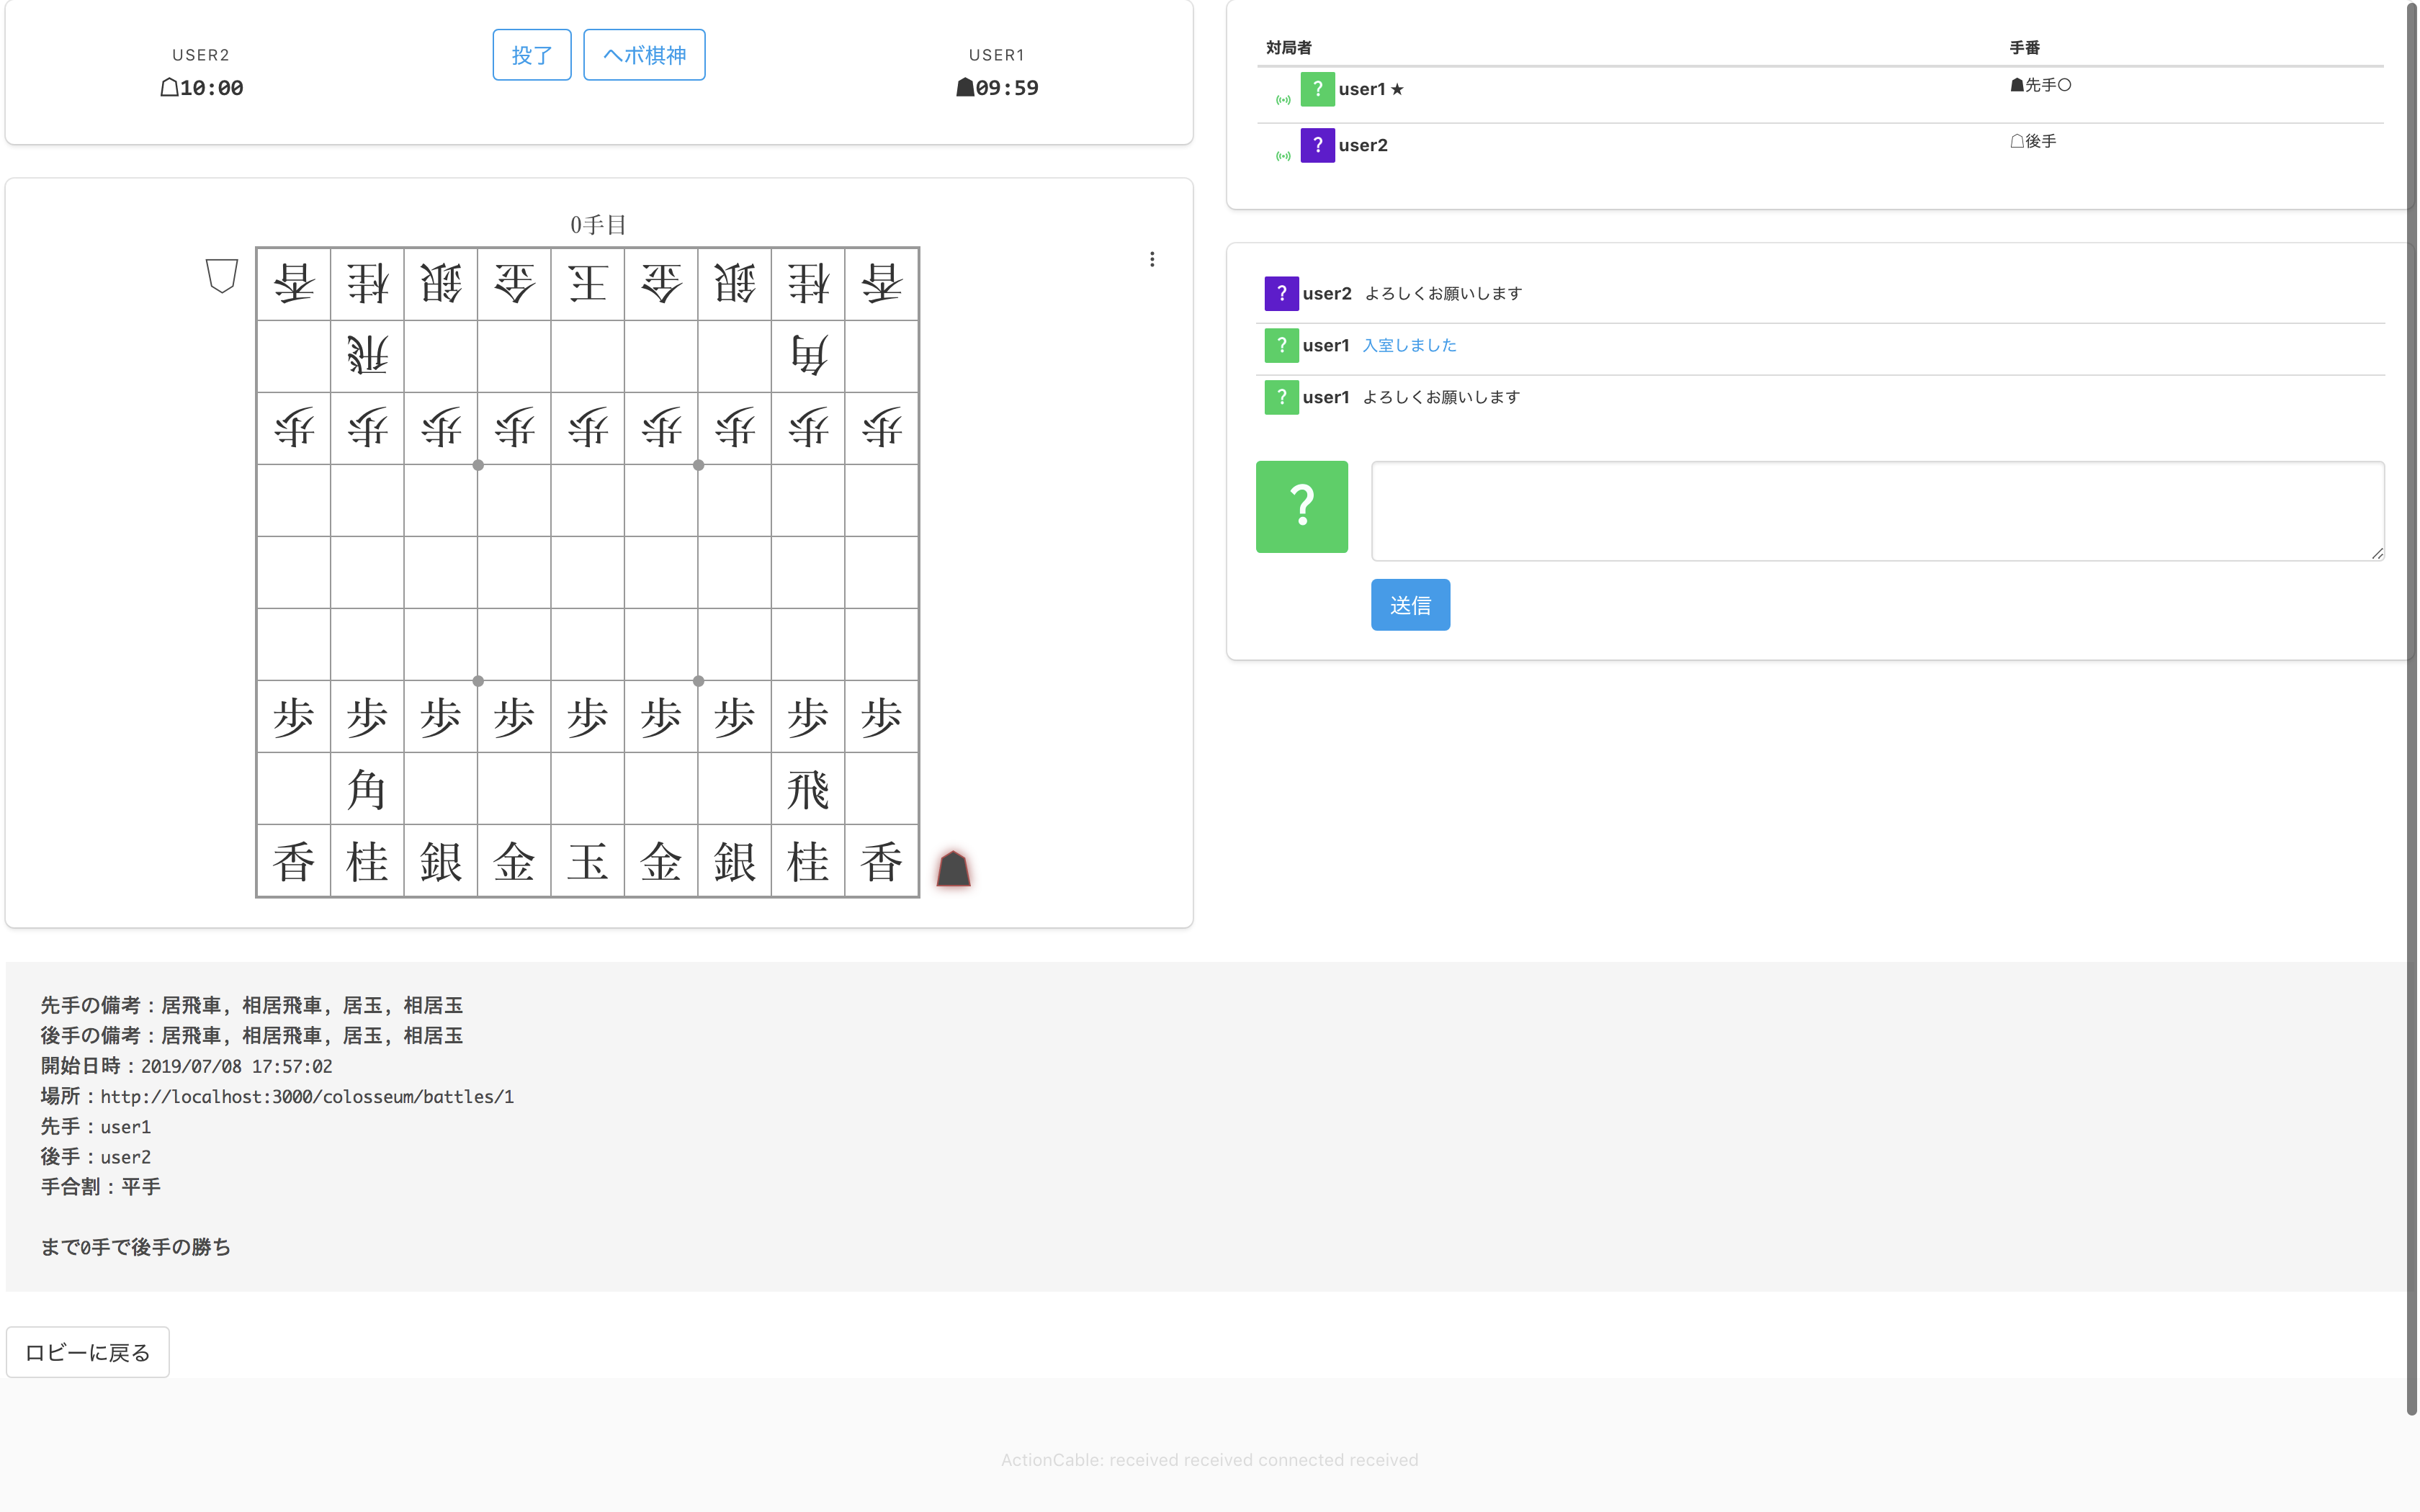 USER2
☖10:00
投了
ヘボ棋神
USER1
☗09:59
0手目
香桂銀金玉金銀桂香
飛角
歩歩歩歩歩歩歩歩歩
歩歩歩歩歩歩歩歩歩
角飛
香桂銀金玉金銀桂香
対局者 手番
? user1★ ☗先手○
? user2 ☖後手
? user2 よろしくお願いします
? user1 入室しました
? user1 よろしくお願いします
?
送信
先手の備考：居飛車, 相居飛車, 居玉, 相居玉
後手の備考：居飛車, 相居飛車, 居玉, 相居玉
開始日時：2019/07/08 17:57:02
場所：http://localhost:3000/colosseum/battles/1
先手：user1
後手：user2
手合割：平手
まで0手で後手の勝ち
ロビーに戻る
ActionCable: received received connected received